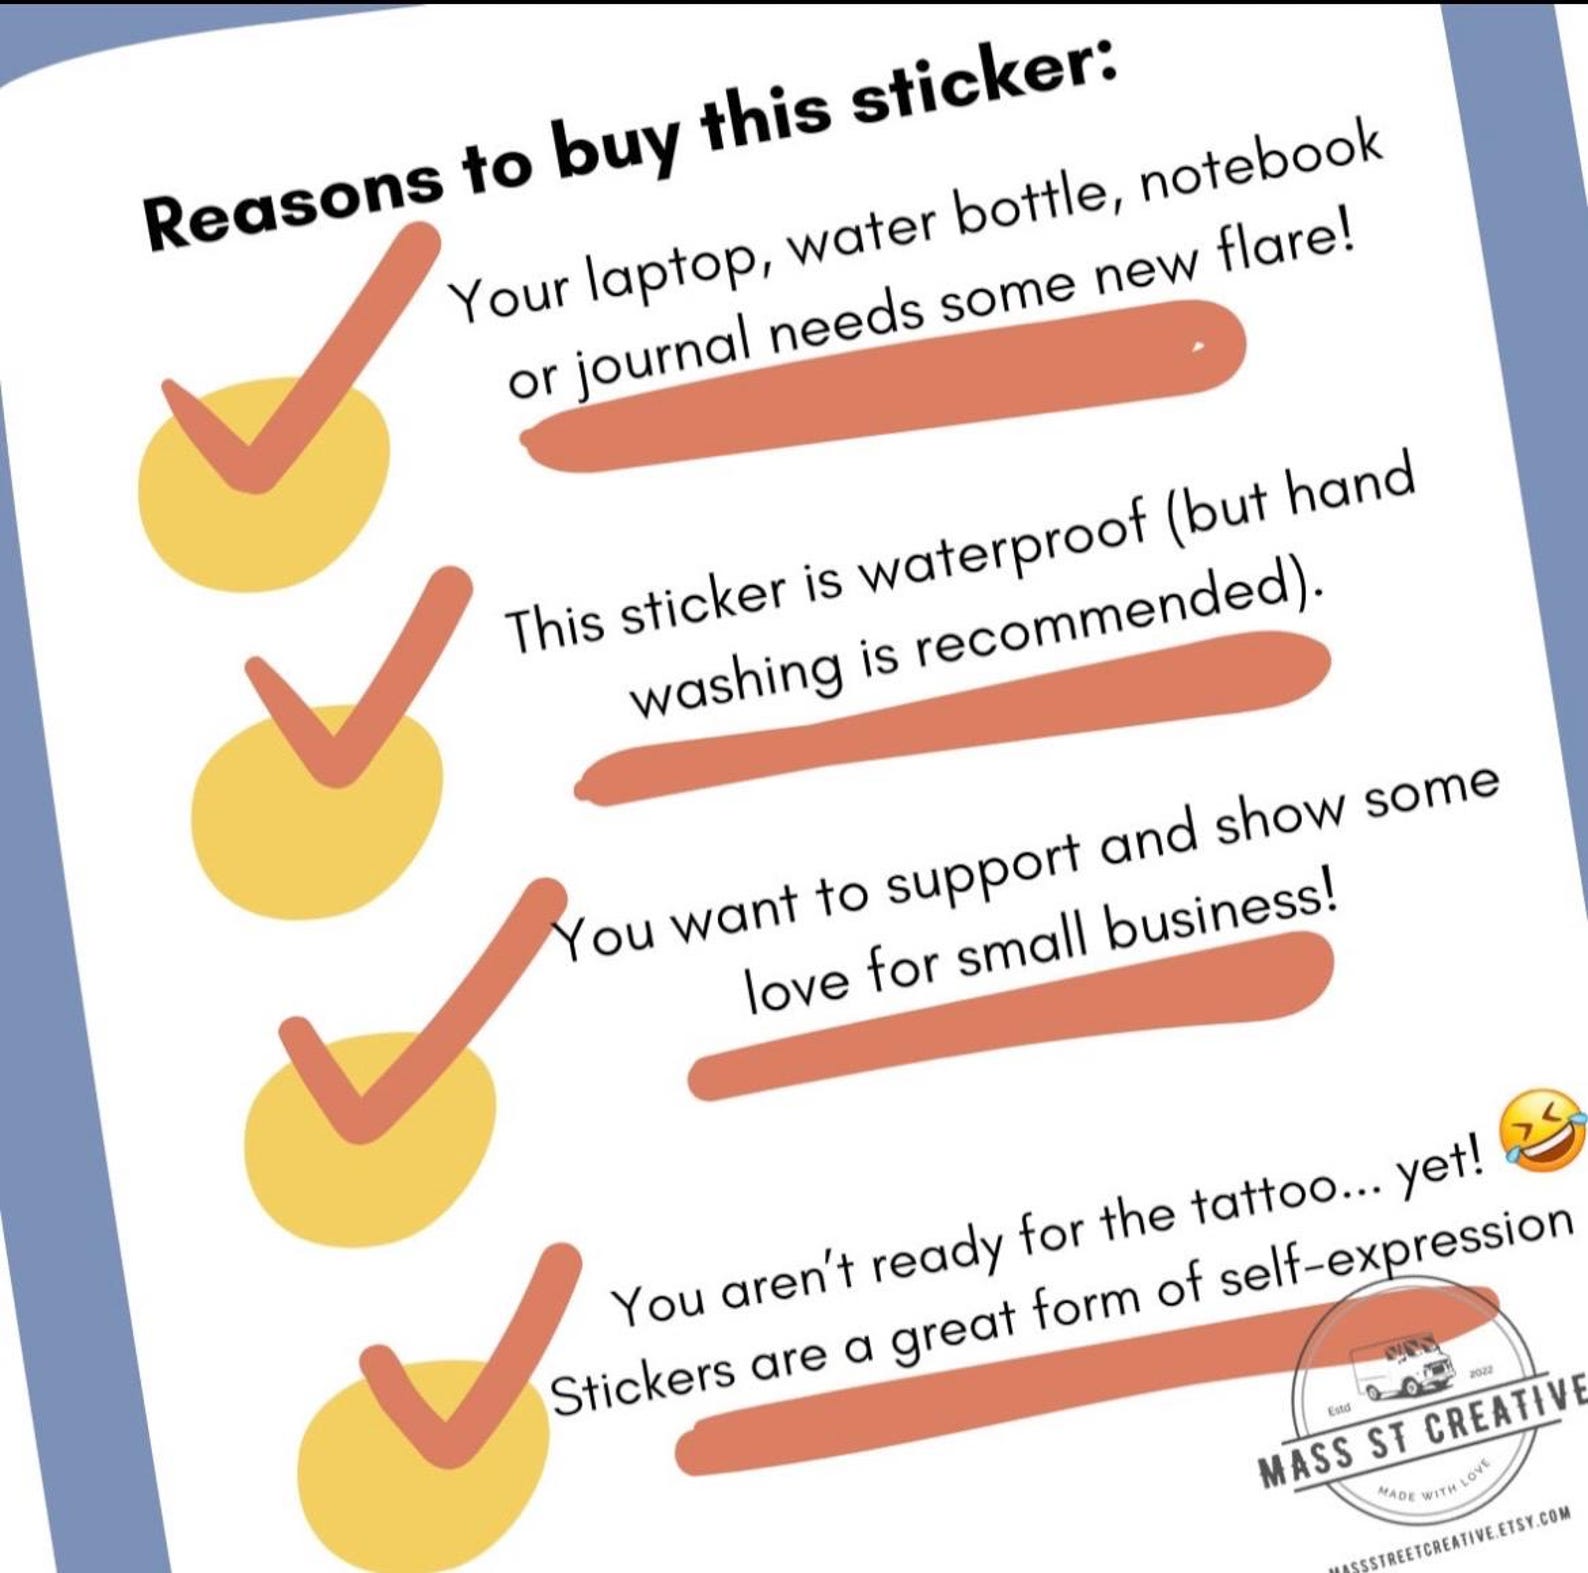 Reasons to buy this sticker:
Your laptop, water bottle, notebook
or journal needs some new flare!
This sticker is waterproof (but hand
washing is recommended).
You want to support and show some
love for small business!
You aren't ready for the tattoo... yet! 🤣
Stickers are a great form of self-expression
Estd 2022
MASS ST CREATIVE
MADE WITH LOVE
MASSSTREETCREATIVE.ETSY.COM